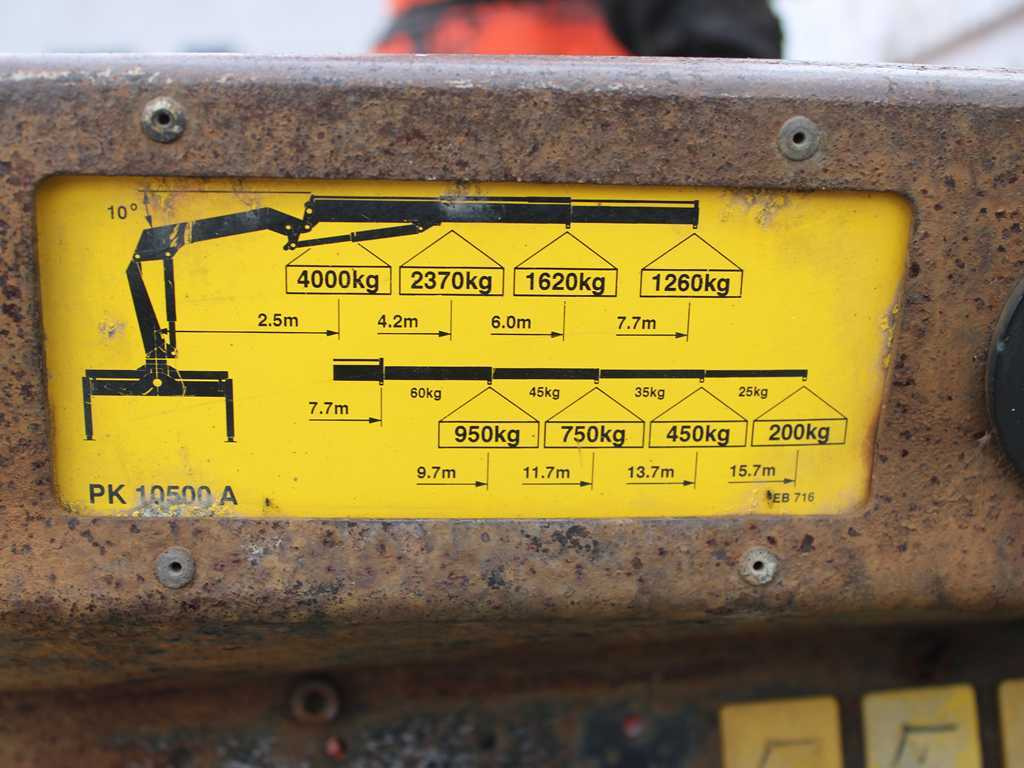 10°
4000kg 2370kg 1620kg 1260kg
2.5m 4.2m 6.0m 7.7m
60kg 45kg 35kg 25kg
7.7m
950kg 750kg 450kg 200kg
9.7m 11.7m 13.7m 15.7m
PK 10500 A
EB 716